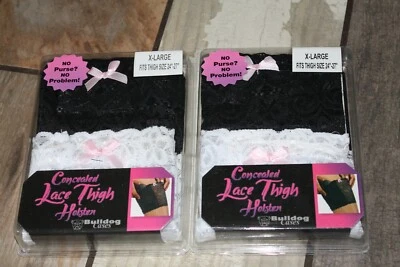 No
Purse?
No
Problem!
X-LARGE
FITS THIGH SIZE 24"-27"
Concealed
Lace Thigh
Holster
Bulldog
Cases
No
Purse?
No
Problem!
X-LARGE
FITS THIGH SIZE 24"-27"
Concealed
Lace Thigh
Holster
Bulldog
Cases